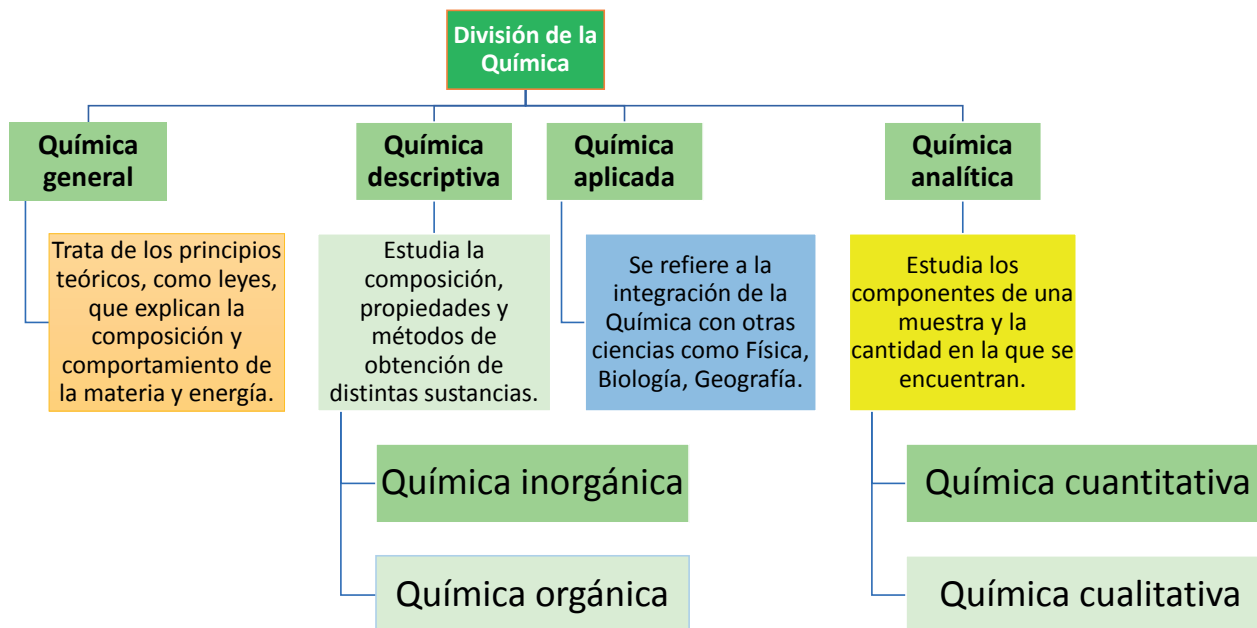 División de la
Química
Química
general
Trata de los principios
teóricos, como leyes,
que explican la
composición y
comportamiento de
la materia y energía.
Química
descriptiva
Estudia la
composición,
propiedades y
métodos de
obtención de
distintas sustancias.
Química inorgánica
Química orgánica
Química
aplicada
Se refiere a la
integración de la
Química con otras
ciencias como Física,
Biología, Geografía.
Química
analítica
Estudia los
componentes de una
muestra y la
cantidad en la que se
encuentran.
Química cuantitativa
Química cualitativa